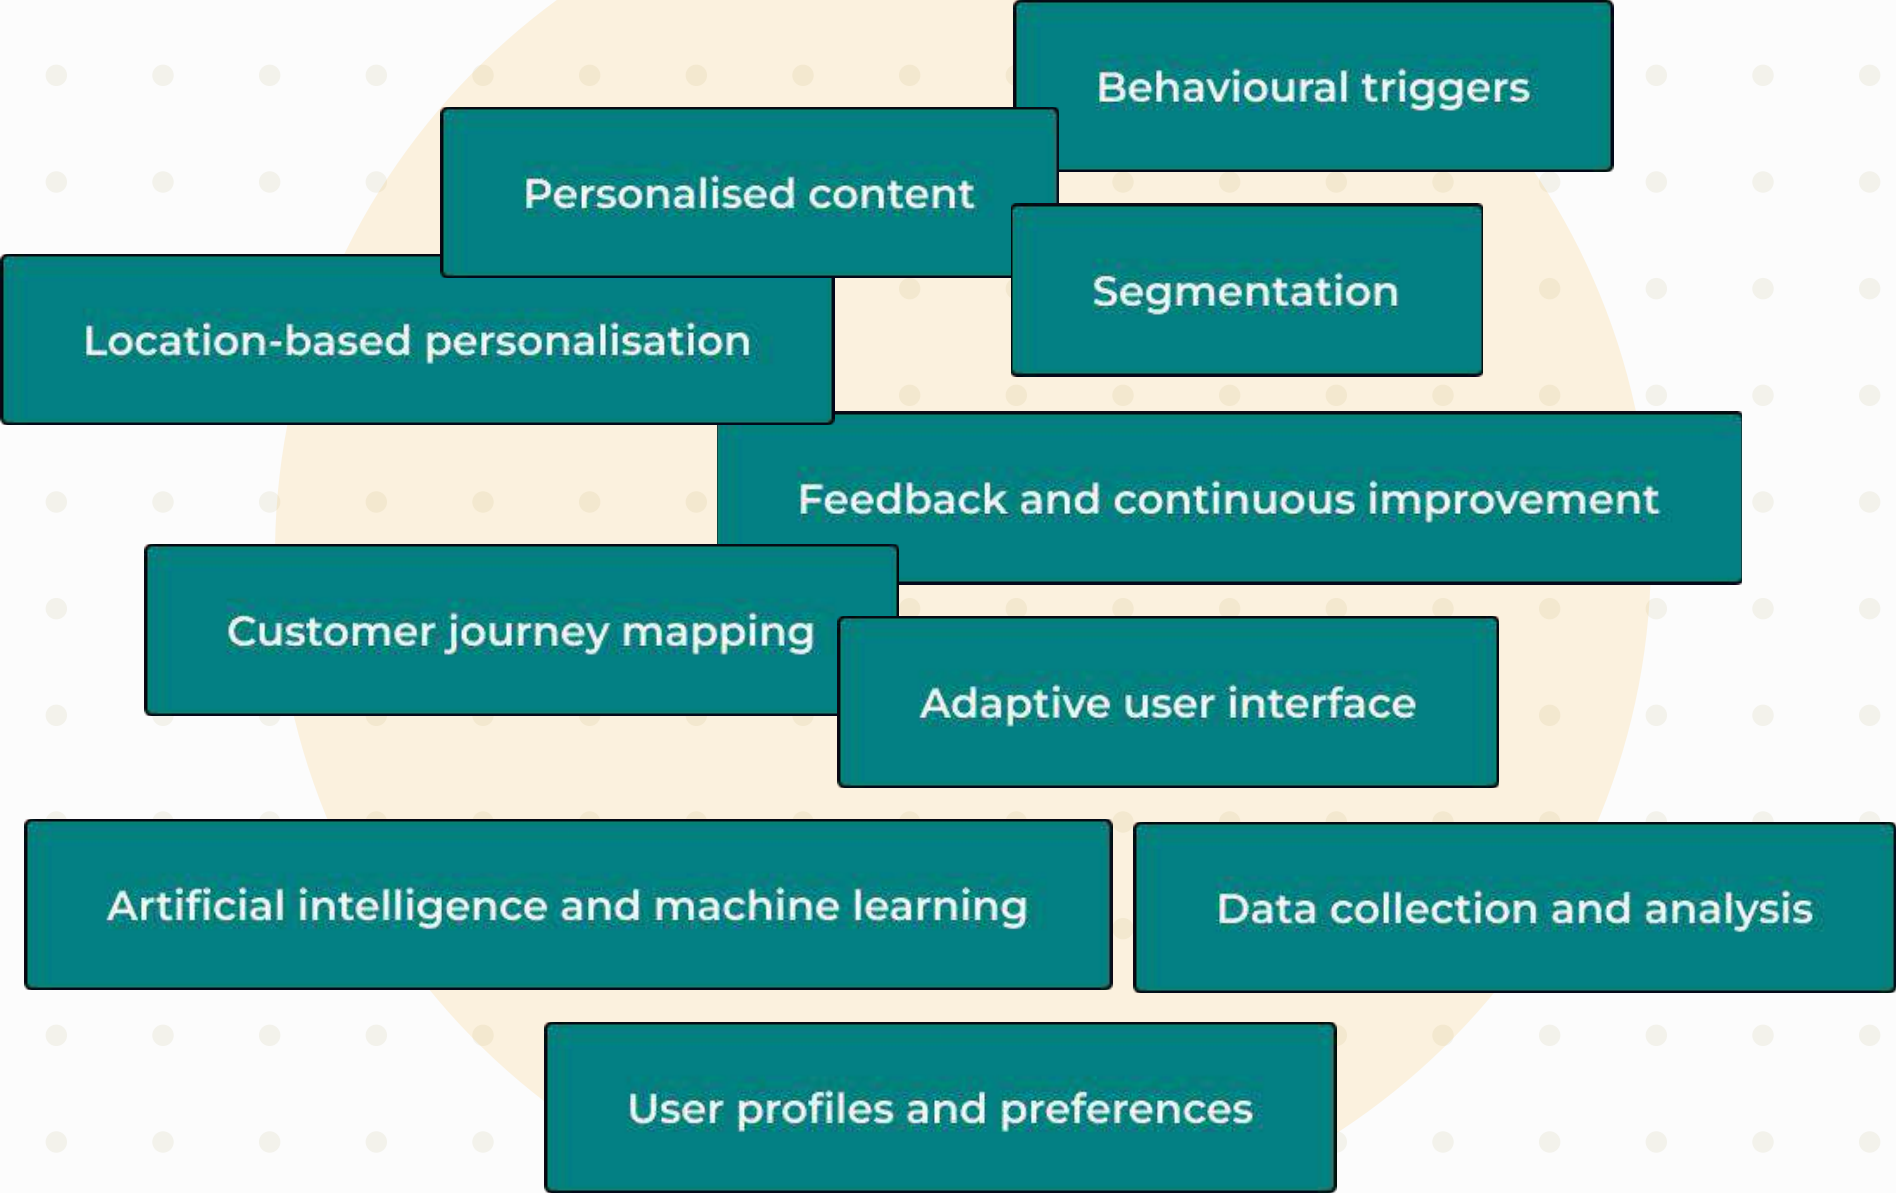 Behavioural triggers
Personalised content
Segmentation
Location-based personalisation
Feedback and continuous improvement
Customer journey mapping
Adaptive user interface
Artificial intelligence and machine learning
Data collection and analysis
User profiles and preferences